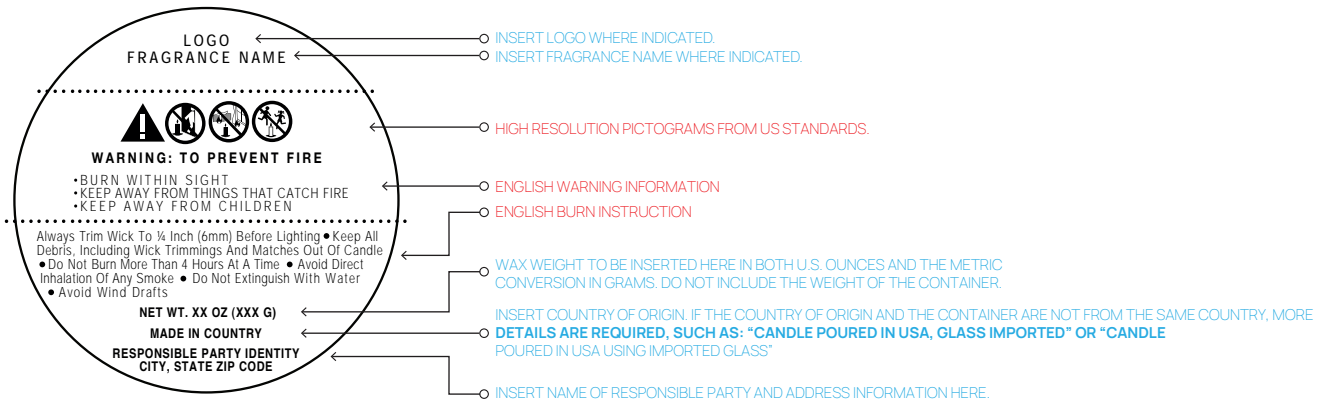 LOGO
FRAGRANCE NAME
INSERT LOGO WHERE INDICATED.
INSERT FRAGRANCE NAME WHERE INDICATED.
HIGH RESOLUTION PICTOGRAMS FROM US STANDARDS.
WARNING: TO PREVENT FIRE
•BURN WITHIN SIGHT
•KEEP AWAY FROM THINGS THAT CATCH FIRE
•KEEP AWAY FROM CHILDREN
ENGLISH WARNING INFORMATION
ENGLISH BURN INSTRUCTION
Always Trim Wick To ¼ Inch (6mm) Before Lighting ● Keep All
Debris, Including Wick Trimmings And Matches Out Of Candle
● Do Not Burn More Than 4 Hours At A Time ● Avoid Direct
Inhalation Of Any Smoke ● Do Not Extinguish With Water
● Avoid Wind Drafts
WAX WEIGHT TO BE INSERTED HERE IN BOTH U.S. OUNCES AND THE METRIC
CONVERSION IN GRAMS. DO NOT INCLUDE THE WEIGHT OF THE CONTAINER.
NET WT. XX OZ (XXX G)
MADE IN COUNTRY
RESPONSIBLE PARTY IDENTITY
CITY, STATE ZIP CODE
INSERT COUNTRY OF ORIGIN. IF THE COUNTRY OF ORIGIN AND THE CONTAINER ARE NOT FROM THE SAME COUNTRY, MORE
DETAILS ARE REQUIRED, SUCH AS: “CANDLE POURED IN USA, GLASS IMPORTED” OR “CANDLE
POURED IN USA USING IMPORTED GLASS”
INSERT NAME OF RESPONSIBLE PARTY AND ADDRESS INFORMATION HERE.